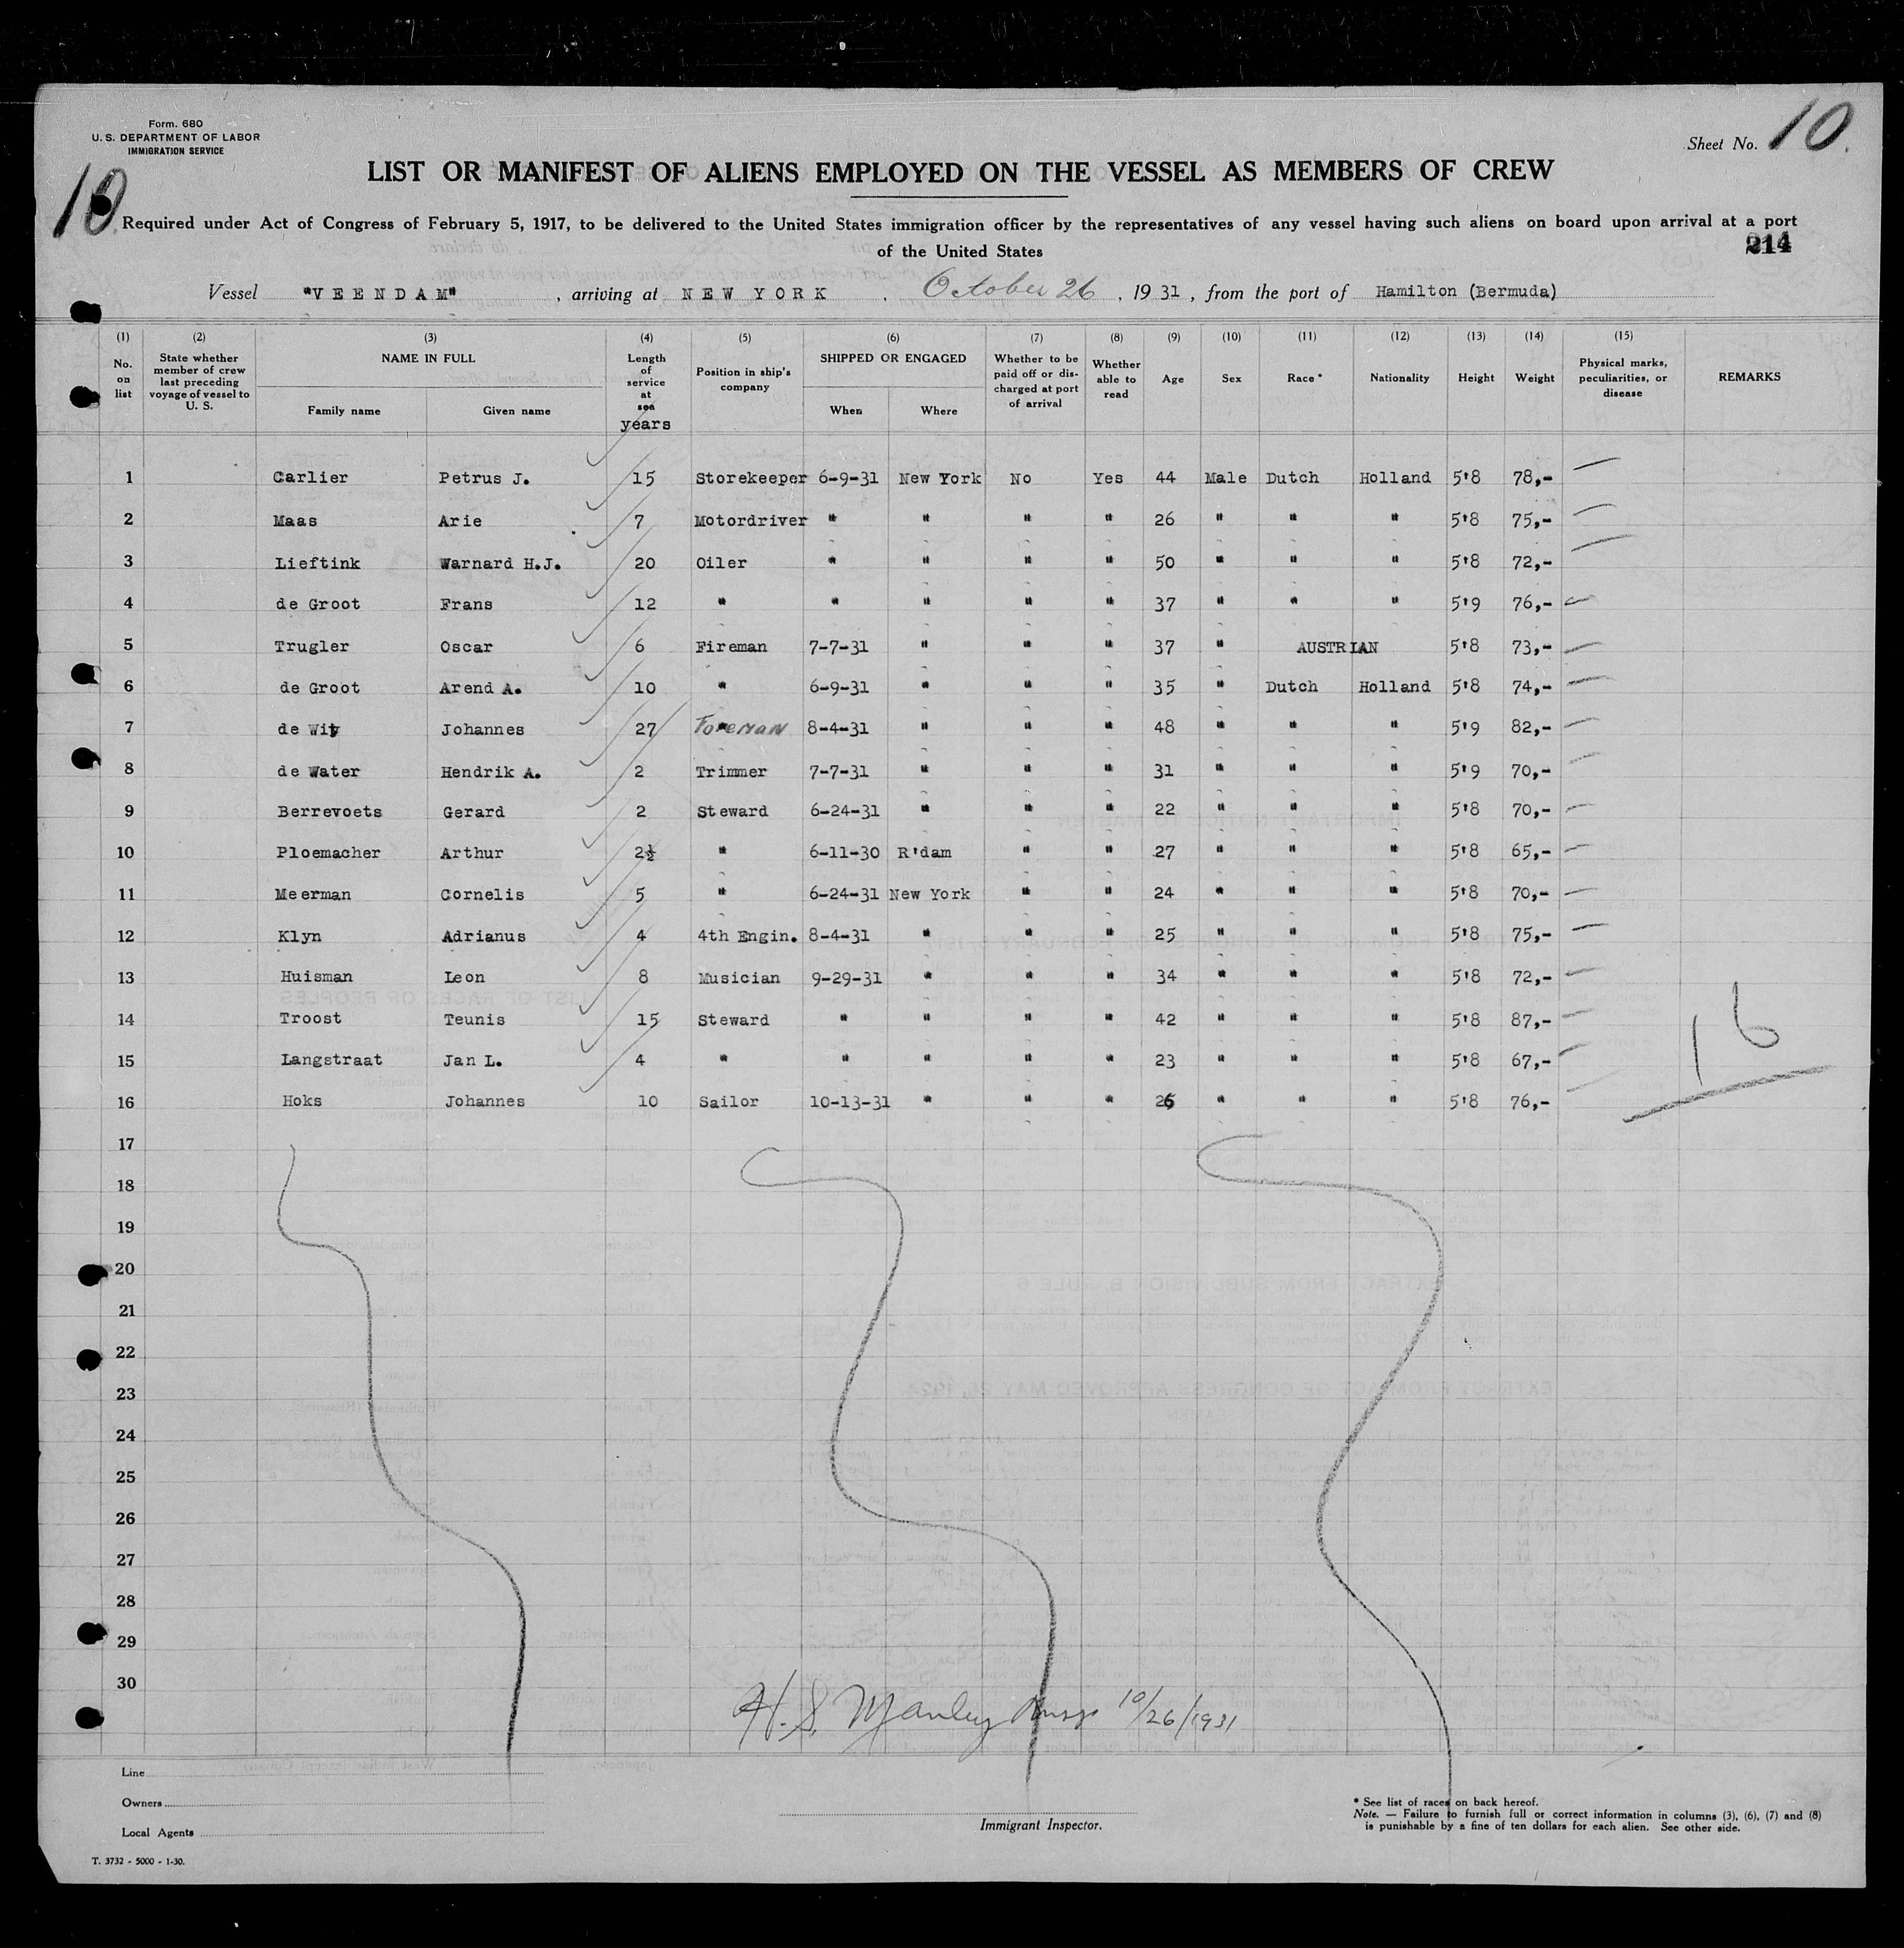 Form. 680
U. S. DEPARTMENT OF LABOR
IMMIGRATION SERVICE
Sheet No. 10.
10.
LIST OR MANIFEST OF ALIENS EMPLOYED ON THE VESSEL AS MEMBERS OF CREW
Required under Act of Congress of February 5, 1917, to be delivered to the United States immigration officer by the representatives of any vessel having such aliens on board upon arrival at a port
of the United States
214
Vessel "VEENDAM", arriving at NEW YORK, October 26, 1931, from the port of Hamilton (Bermuda)
(1) (2) (3) (4) (5) (6) (7) (8) (9) (10) (11) (12) (13) (14) (15)
No. on list State whether member of crew last preceding voyage of vessel to U. S. NAME IN FULL Length of service at sea years Position in ship's company SHIPPED OR ENGAGED Whether to be paid off or discharged at port of arrival Whether able to read Age Sex Race* Nationality Height Weight Physical marks, peculiarities, or disease REMARKS
Family name Given name When Where
1 Carlier Petrus J. 15 Storekeeper 6-9-31 New York No Yes 44 Male Dutch Holland 5'8 78,-
2 Maas Arie 7 Motordriver " " " " 26 " " " 5'8 75,-
3 Lieftink Warnard H.J. 20 Oiler " " " " 50 " " " 5'8 72,-
4 de Groot Frans 12 " " " " " 37 " " " 5'9 76,-
5 Trugler Oscar 6 Fireman 7-7-31 " " " 37 " AUSTRIAN 5'8 73,-
6 de Groot Arend A. 10 " 6-9-31 " " " 35 " Dutch Holland 5'8 74,-
7 de Wit Johannes 27 Foreman 8-4-31 " " " 48 " " " 5'9 82,-
8 de Water Hendrik A. 2 Trimmer 7-7-31 " " " 31 " " " 5'9 70,-
9 Berrevoets Gerard 2 Steward 6-24-31 " " " 22 " " " 5'8 70,-
10 Ploemacher Arthur 2½ " 6-11-30 R'dam " " 27 " " " 5'8 65,-
11 Meerman Cornelis 5 " 6-24-31 New York " " 24 " " " 5'8 70,-
12 Klyn Adrianus 4 4th Engin. 8-4-31 " " " 25 " " " 5'8 75,-
13 Huisman Leon 8 Musician 9-29-31 " " " 34 " " " 5'8 72,-
14 Troost Teunis 15 Steward " " " " 42 " " " 5'8 87,-
15 Langstraat Jan L. 4 " " " " " 23 " " " 5'8 67,-
16 Hoks Johannes 10 Sailor 10-13-31 " " " 26 " " " 5'8 76,-
16
17
18
19
20
21
22
23
24
25
26
27
28
29
30
H. S. Manley 10/26/1931
Line
Owners
Local Agents
Immigrant Inspector.
* See list of races on back hereof.
Note. — Failure to furnish full or correct information in columns (3), (6), (7) and (8)
is punishable by a fine of ten dollars for each alien. See other side.
T. 3732 - 5000 - 1-30.